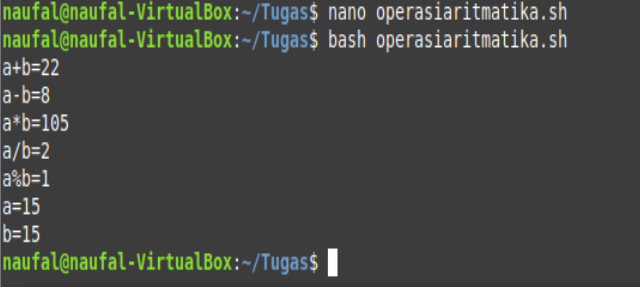 naufal@naufal-VirtualBox:~/Tugas$ nano operasiaritmatika.sh
naufal@naufal-VirtualBox:~/Tugas$ bash operasiaritmatika.sh
a+b=22
a-b=8
a*b=105
a/b=2
a%b=1
a=15
b=15
naufal@naufal-VirtualBox:~/Tugas$